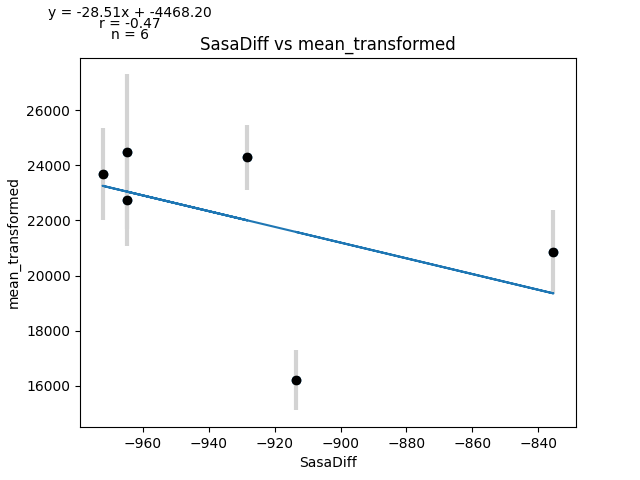 y = -28.51x + -4468.20
r = -0.47
n = 6
SasaDiff vs mean_transformed
26000
24000
22000
20000
18000
16000
mean_transformed
−960
−940
−920
−900
−880
−860
−840
SasaDiff